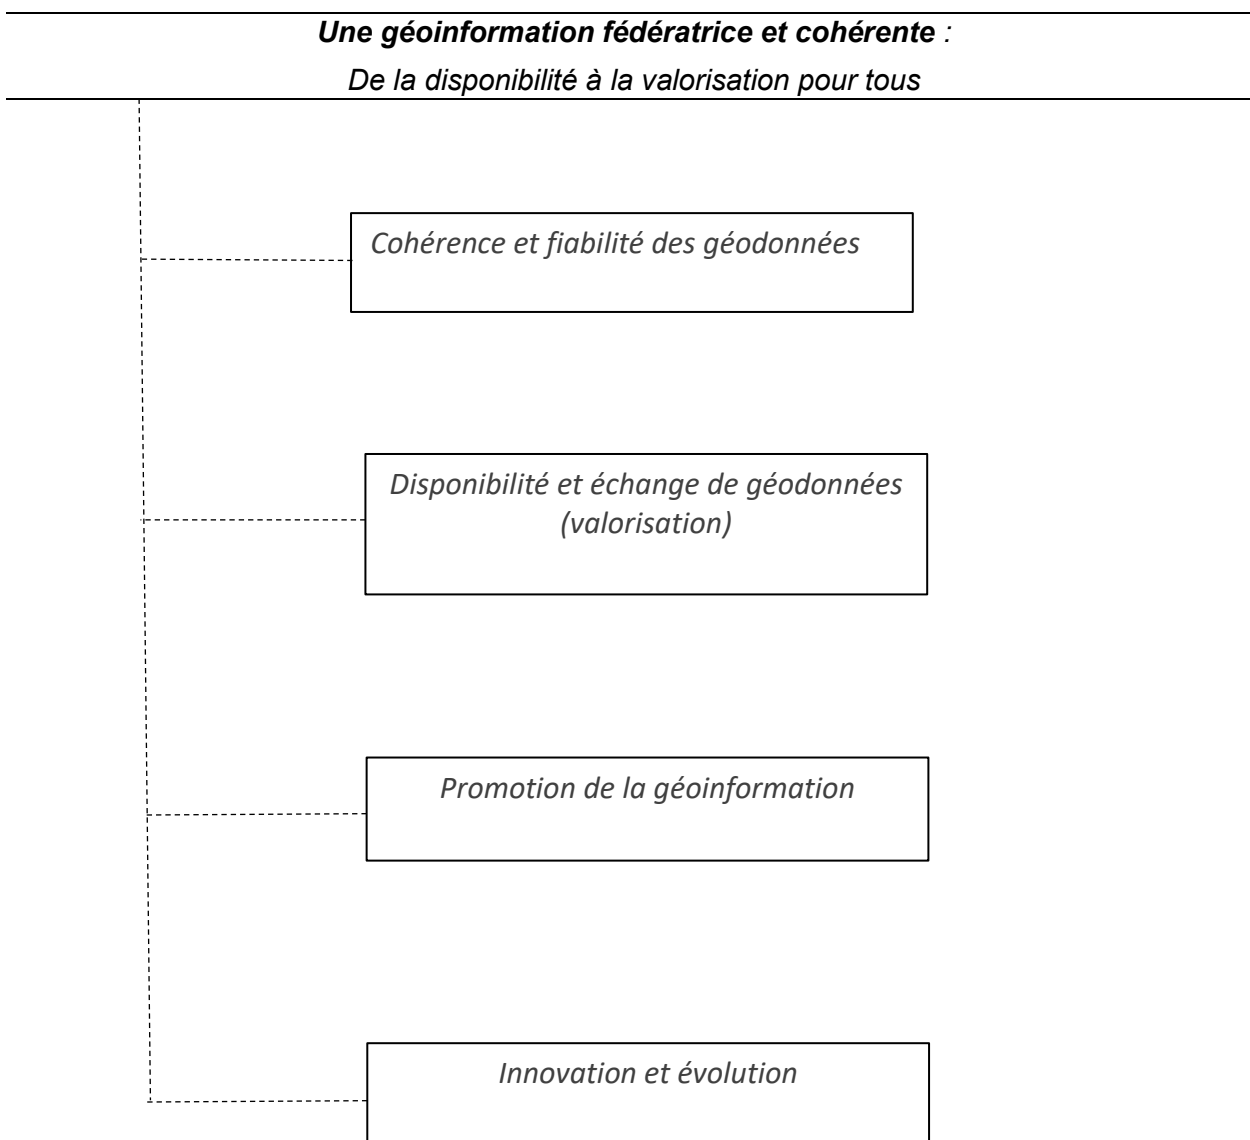 Une géoinformation fédératrice et cohérente :
De la disponibilité à la valorisation pour tous
Cohérence et fiabilité des géodonnées
Disponibilité et échange de géodonnées
(valorisation)
Promotion de la géoinformation
Innovation et évolution